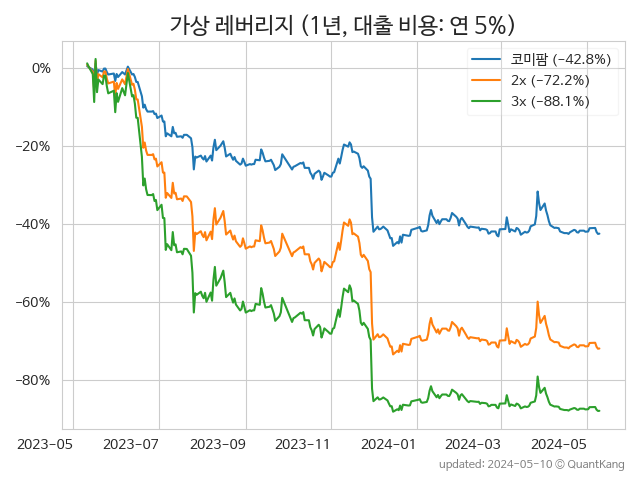 가상 레버리지 (1년, 대출 비용: 연 5%)
코미팜 (−42.8%)
2x (−72.2%)
3x (−88.1%)
0%
−20%
−40%
−60%
−80%
2023−05 2023−07 2023−09 2023−11 2024−01 2024−03 2024−05
updated: 2024-05-10 © QuantKang